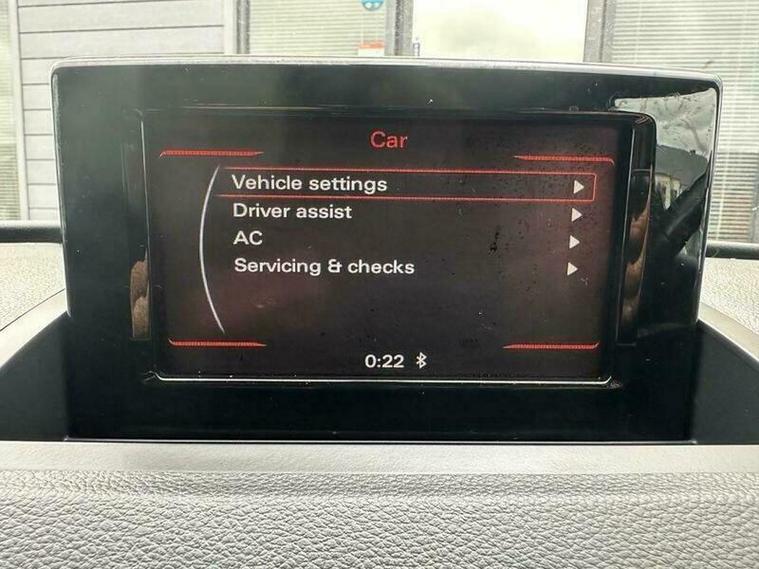 Car
Vehicle settings
Driver assist
AC
Servicing & checks
0:22